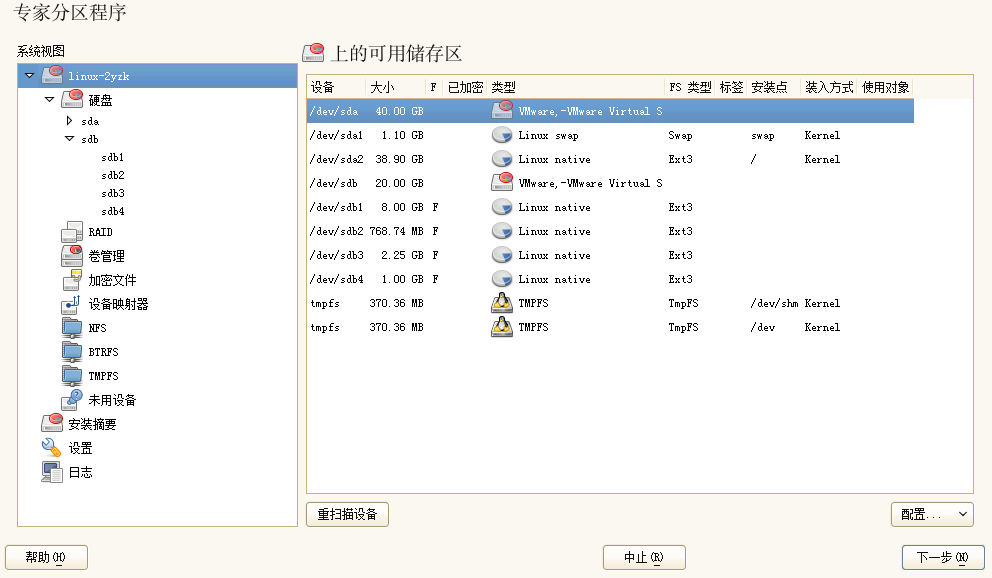 专家分区程序
系统视图
linux-2yzk
硬盘
sda
sdb
sdb1
sdb2
sdb3
sdb4
RAID
卷管理
加密文件
设备映射器
NFS
BTRFS
TMPFS
未用设备
安装摘要
设置
日志
上的可用储存区
设备 大小 F 已加密 类型 FS 类型 标签 安装点 装入方式 使用对象
/dev/sda 40.00 GB VMware,-VMware Virtual S
/dev/sda1 1.10 GB Linux swap Swap swap Kernel
/dev/sda2 38.90 GB Linux native Ext3 / Kernel
/dev/sdb 20.00 GB VMware,-VMware Virtual S
/dev/sdb1 8.00 GB F Linux native Ext3
/dev/sdb2 768.74 MB F Linux native Ext3
/dev/sdb3 2.25 GB F Linux native Ext3
/dev/sdb4 1.00 GB F Linux native Ext3
tmpfs 370.36 MB TMPFS TmpFS /dev/shm Kernel
tmpfs 370.36 MB TMPFS TmpFS /dev Kernel
重扫描设备 配置...
帮助(H) 中止(R) 下一步(N)